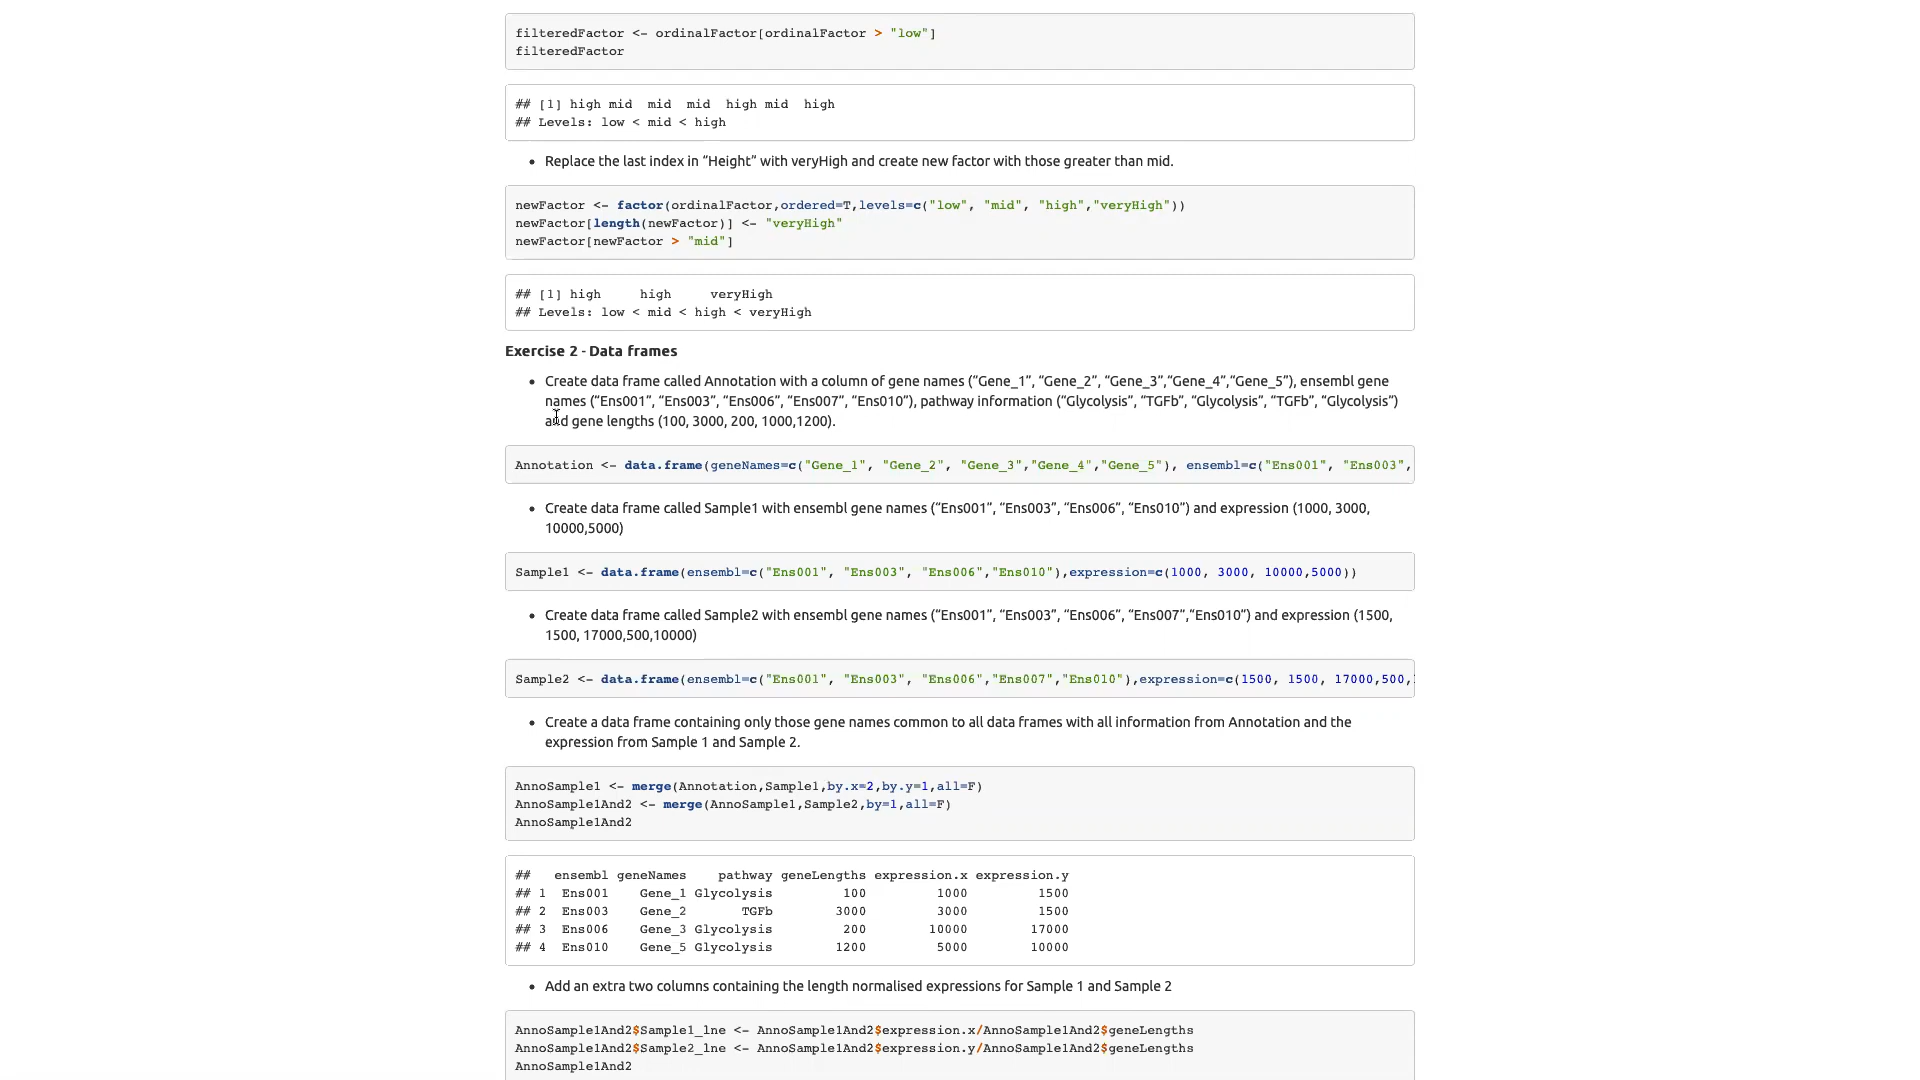 filteredFactor <- ordinalFactor[ordinalFactor > "low"]
filteredFactor
## [1] high mid  mid  mid  high mid  high
## Levels: low < mid < high
• Replace the last index in “Height” with veryHigh and create new factor with those greater than mid.
newFactor <- factor(ordinalFactor,ordered=T,levels=c("low", "mid", "high","veryHigh"))
newFactor[length(newFactor)] <- "veryHigh"
newFactor[newFactor > "mid"]
## [1] high     high     veryHigh
## Levels: low < mid < high < veryHigh
Exercise 2 - Data frames
• Create data frame called Annotation with a column of gene names (“Gene_1”, “Gene_2”, “Gene_3”,“Gene_4”,“Gene_5”), ensembl gene
names (“Ens001”, “Ens003”, “Ens006”, “Ens007”, “Ens010”), pathway information (“Glycolysis”, “TGFb”, “Glycolysis”, “TGFb”, “Glycolysis”)
and gene lengths (100, 3000, 200, 1000,1200).
Annotation <- data.frame(geneNames=c("Gene_1", "Gene_2", "Gene_3","Gene_4","Gene_5"), ensembl=c("Ens001", "Ens003",
• Create data frame called Sample1 with ensembl gene names (“Ens001”, “Ens003”, “Ens006”, “Ens010”) and expression (1000, 3000,
10000,5000)
Sample1 <- data.frame(ensembl=c("Ens001", "Ens003", "Ens006","Ens010"),expression=c(1000, 3000, 10000,5000))
• Create data frame called Sample2 with ensembl gene names (“Ens001”, “Ens003”, “Ens006”, “Ens007”,“Ens010”) and expression (1500,
1500, 17000,500,10000)
Sample2 <- data.frame(ensembl=c("Ens001", "Ens003", "Ens006","Ens007","Ens010"),expression=c(1500, 1500, 17000,500,
• Create a data frame containing only those gene names common to all data frames with all information from Annotation and the
expression from Sample 1 and Sample 2.
AnnoSample1 <- merge(Annotation,Sample1,by.x=2,by.y=1,all=F)
AnnoSample1And2 <- merge(AnnoSample1,Sample2,by=1,all=F)
AnnoSample1And2
##   ensembl geneNames    pathway geneLengths expression.x expression.y
## 1  Ens001    Gene_1 Glycolysis         100         1000         1500
## 2  Ens003    Gene_2       TGFb        3000         3000         1500
## 3  Ens006    Gene_3 Glycolysis         200        10000        17000
## 4  Ens010    Gene_5 Glycolysis        1200         5000        10000
• Add an extra two columns containing the length normalised expressions for Sample 1 and Sample 2
AnnoSample1And2$Sample1_lne <- AnnoSample1And2$expression.x/AnnoSample1And2$geneLengths
AnnoSample1And2$Sample2_lne <- AnnoSample1And2$expression.y/AnnoSample1And2$geneLengths
AnnoSample1And2